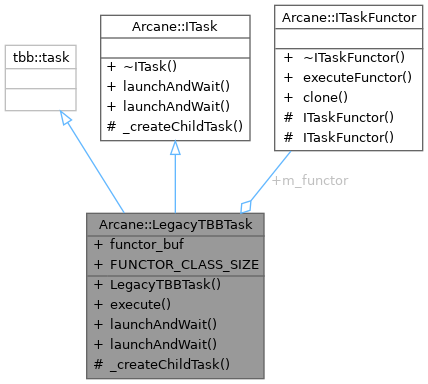 tbb::task
Arcane::ITask
+ ~ITask()
+ launchAndWait()
+ launchAndWait()
# _createChildTask()
Arcane::ITaskFunctor
+ ~ITaskFunctor()
+ executeFunctor()
+ clone()
# ITaskFunctor()
# ITaskFunctor()
+m_functor
Arcane::LegacyTBBTask
+ functor_buf
+ FUNCTOR_CLASS_SIZE
+ LegacyTBBTask()
+ execute()
+ launchAndWait()
+ launchAndWait()
# _createChildTask()